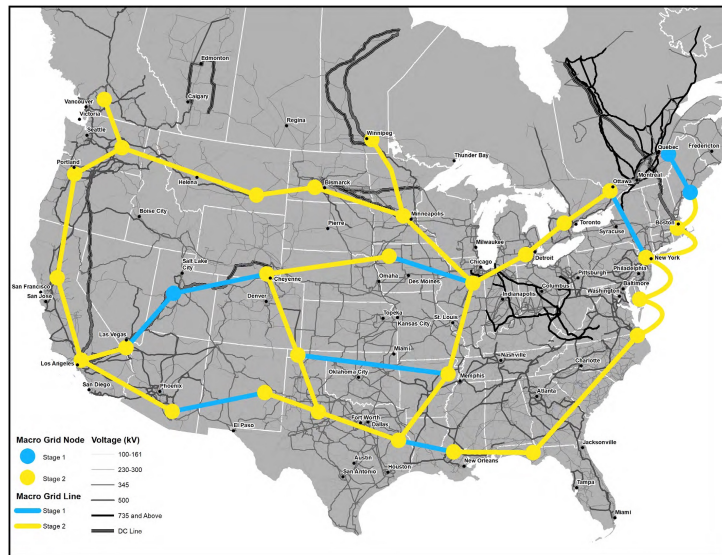 Edmonton
Calgary
Vancouver
Victoria
Seattle
Regina
Winnipeg
Thunder Bay
Quebec
Fredericton
Montreal
Ottawa
Portland
Helena
Bismarck
Minneapolis
Toronto
Syracuse
Boston
Boise City
Pierre
Milwaukee
Chicago
Detroit
New York
Philadelphia
Pittsburgh
Baltimore
Washington
Salt Lake
City
Cheyenne
Omaha
Des Moines
Columbus
Indianapolis
San Francisco
San Jose
Denver
Topeka
Kansas City
St. Louis
Las Vegas
Los Angeles
Miami
Nashville
Charlotte
Oklahoma City
Memphis
San Diego
Phoenix
Atlanta
El Paso
Fort Worth
Dallas
Austin
San Antonio
Houston
New Orleans
Jacksonville
Tampa
Miami
Macro Grid Node
Stage 1
Stage 2
Macro Grid Line
Stage 1
Stage 2
Voltage (kV)
100-161
230-300
345
500
735 and Above
DC Line